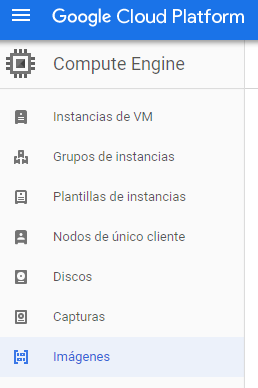 Google Cloud Platform
Compute Engine
Instancias de VM
Grupos de instancias
Plantillas de instancias
Nodos de único cliente
Discos
Capturas
Imágenes